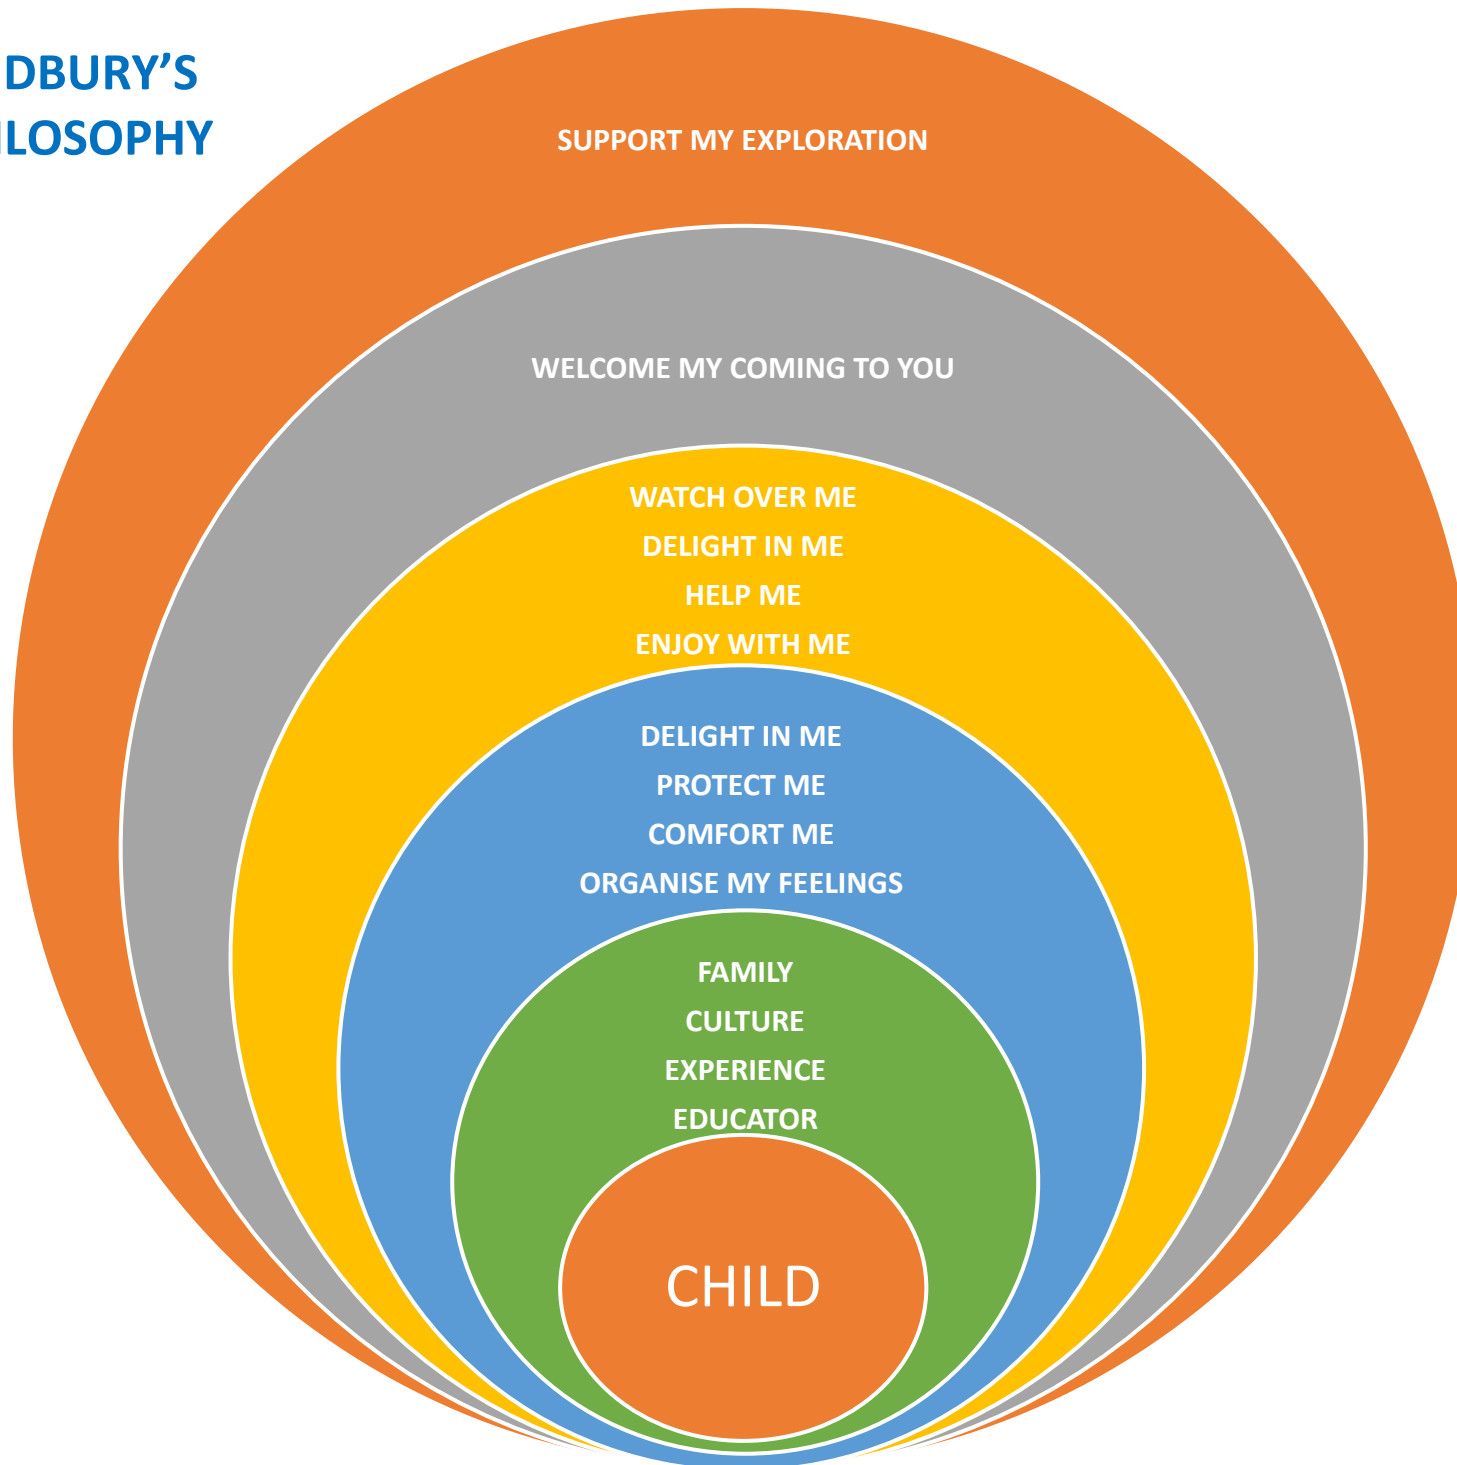 DBURY'S
ILOSOPHY
SUPPORT MY EXPLORATION
WELCOME MY COMING TO YOU
WATCH OVER ME
DELIGHT IN ME
HELP ME
ENJOY WITH ME
DELIGHT IN ME
PROTECT ME
COMFORT ME
ORGANISE MY FEELINGS
FAMILY
CULTURE
EXPERIENCE
EDUCATOR
CHILD